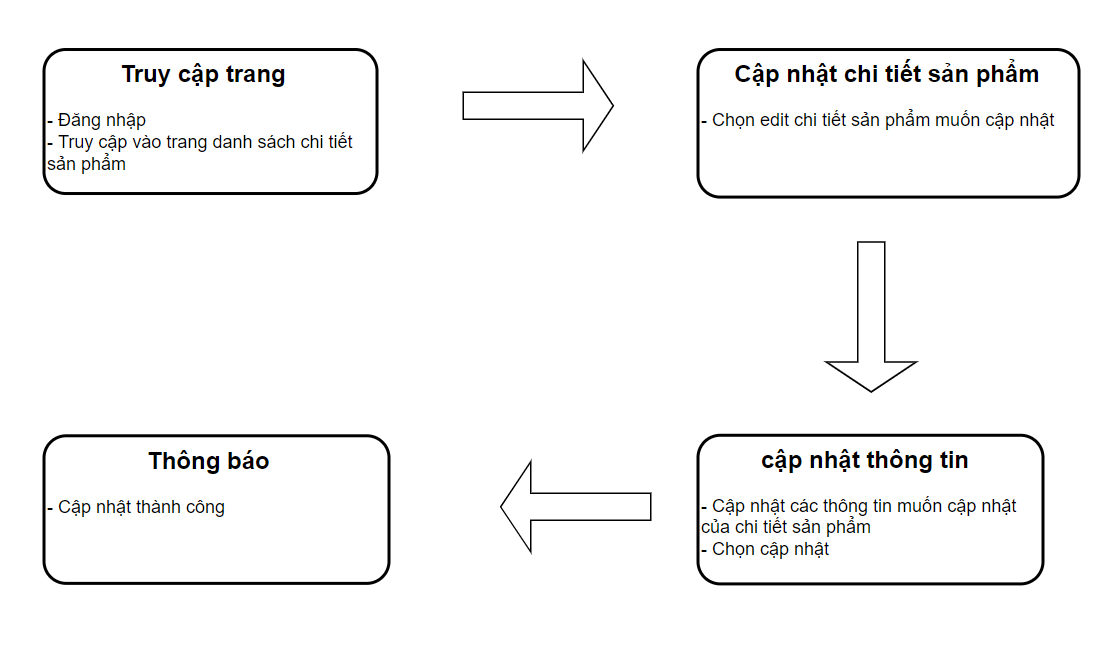 Truy cập trang
- Đăng nhập
- Truy cập vào trang danh sách chi tiết
sản phẩm
Cập nhật chi tiết sản phẩm
- Chọn edit chi tiết sản phẩm muốn cập nhật
cập nhật thông tin
- Cập nhật các thông tin muốn cập nhật
của chi tiết sản phẩm
- Chọn cập nhật
Thông báo
- Cập nhật thành công